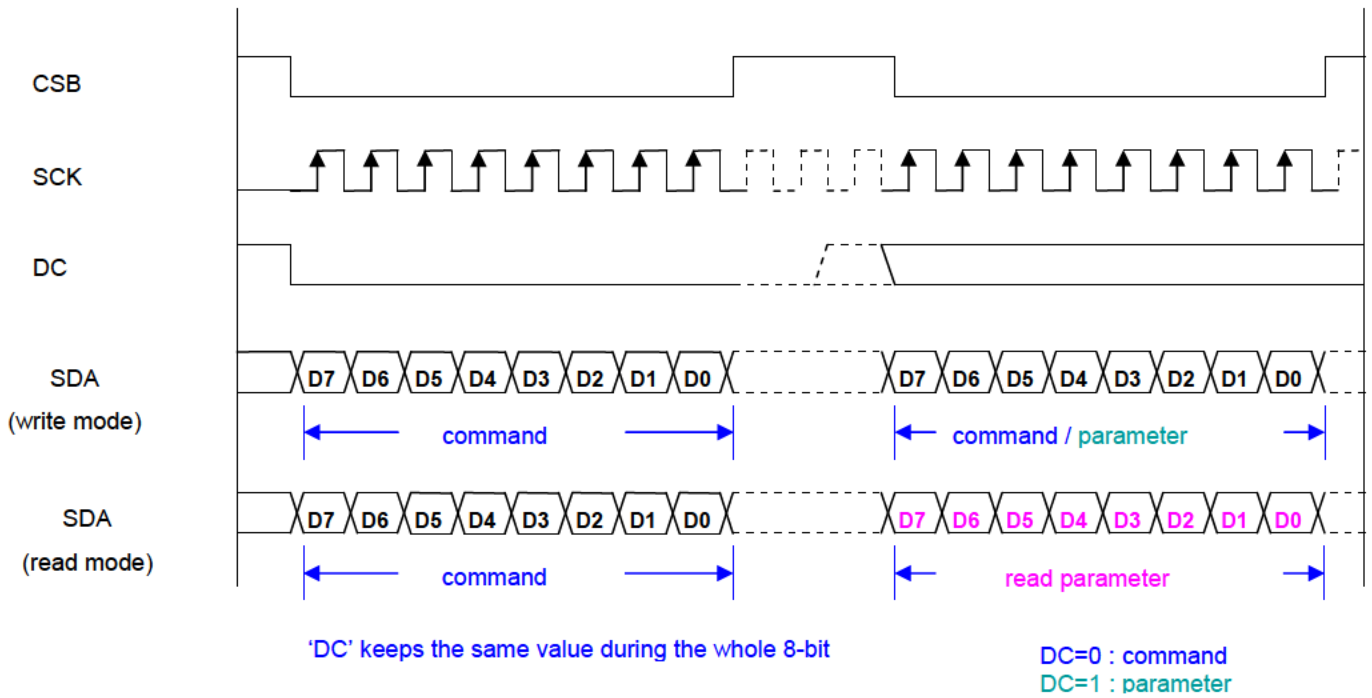 CSB
SCK
DC
SDA
(write mode)
D7 D6 D5 D4 D3 D2 D1 D0
D7 D6 D5 D4 D3 D2 D1 D0
command
command / parameter
SDA
(read mode)
D7 D6 D5 D4 D3 D2 D1 D0
D7 D6 D5 D4 D3 D2 D1 D0
command
read parameter
‘DC’ keeps the same value during the whole 8-bit
DC=0 : command
DC=1 : parameter